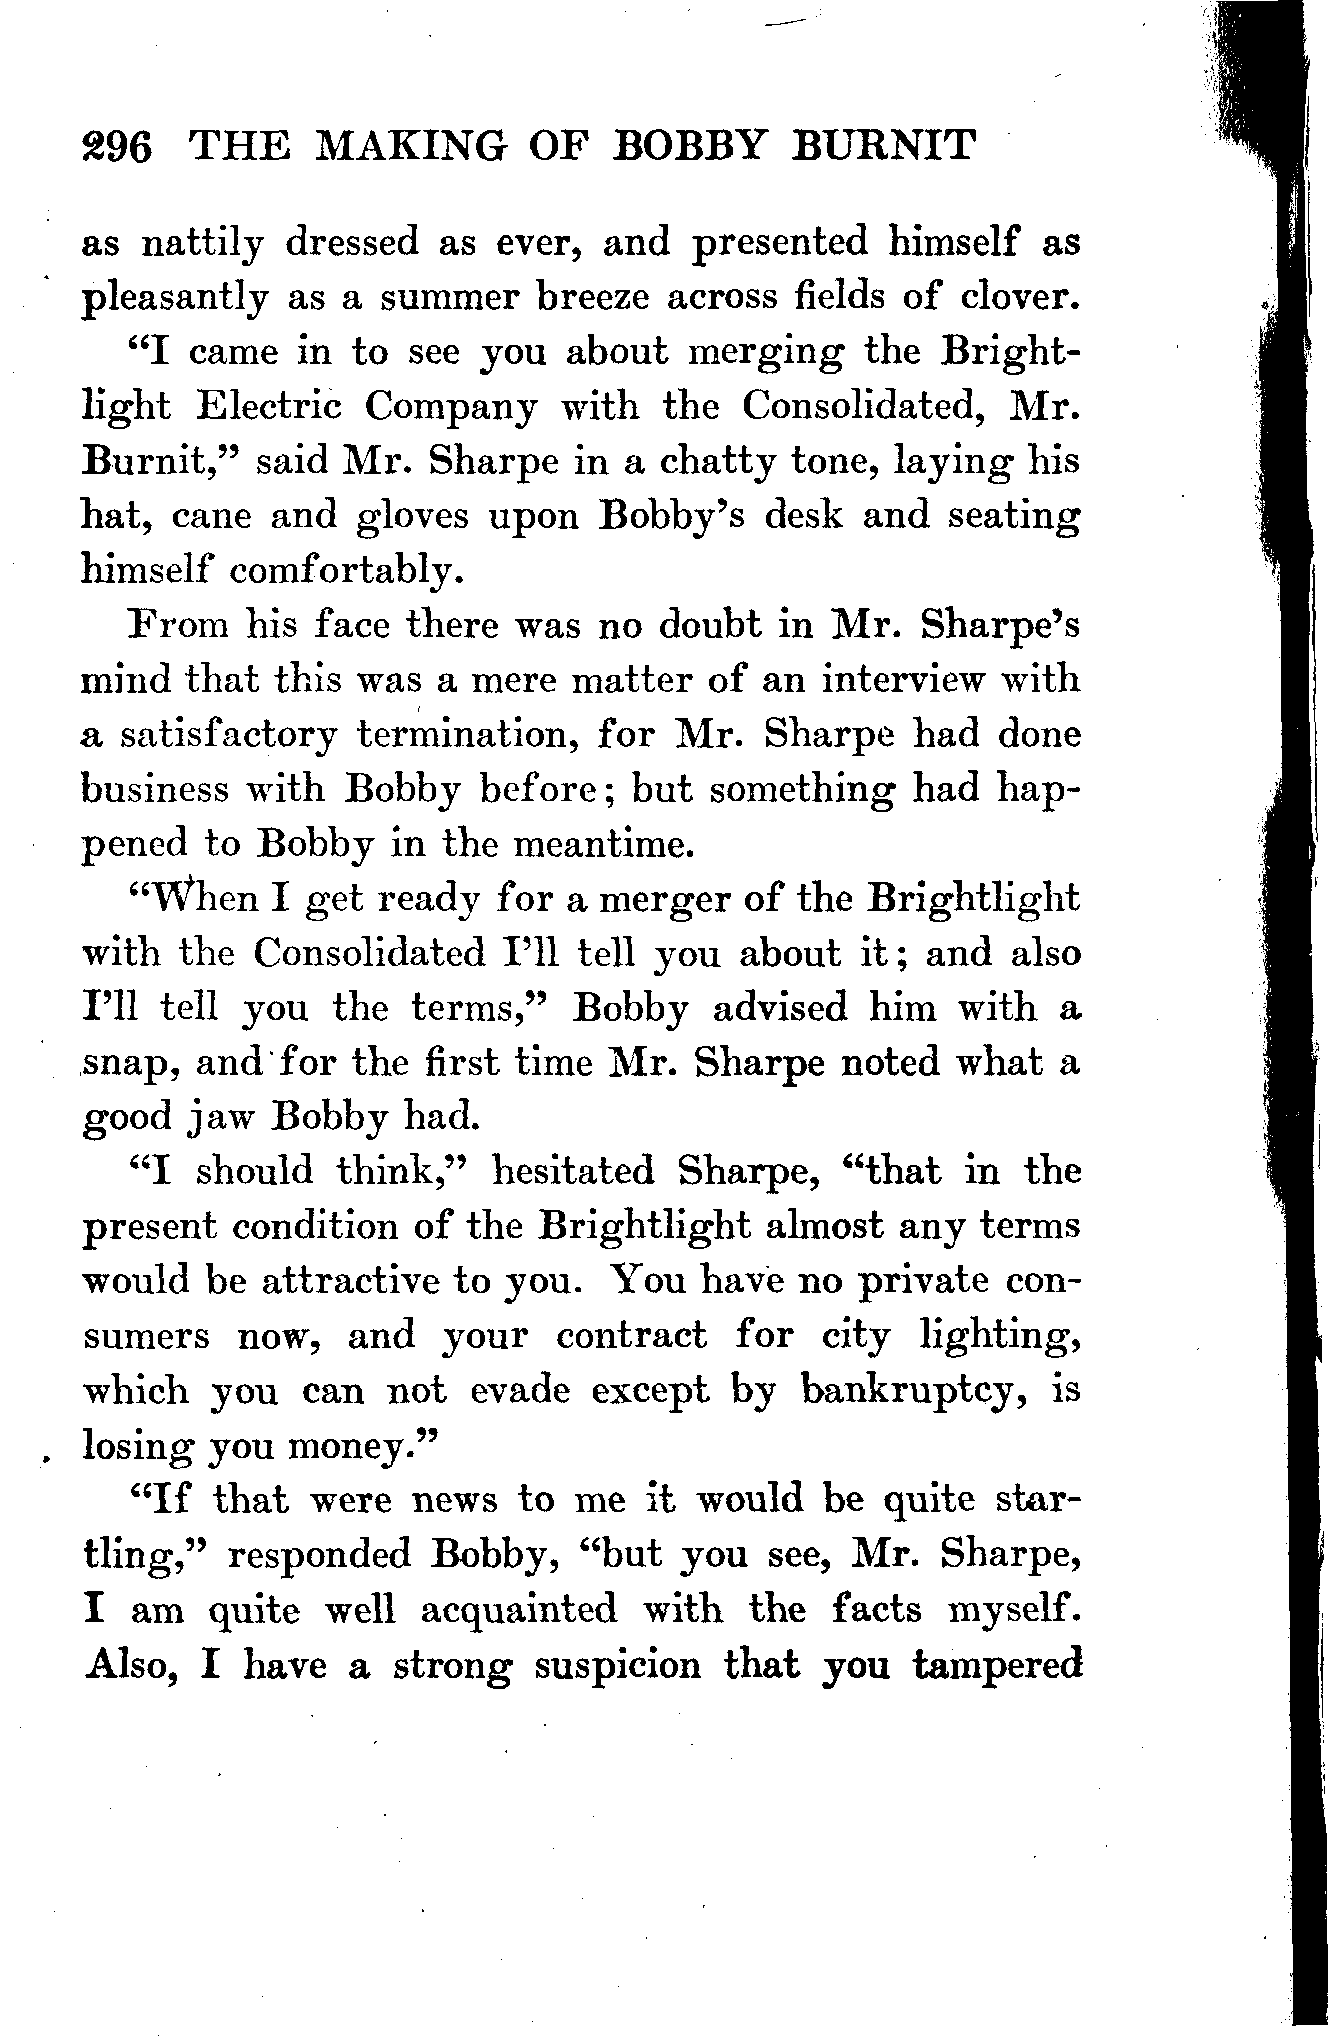 296 THE MAKING OF BOBBY BURNIT
as nattily dressed as ever, and presented himself as
pleasantly as a summer breeze across fields of clover.
“I came in to see you about merging the Bright-
light Electric Company with the Consolidated, Mr.
Burnit,” said Mr. Sharpe in a chatty tone, laying his
hat, cane and gloves upon Bobby’s desk and seating
himself comfortably.
From his face there was no doubt in Mr. Sharpe’s
mind that this was a mere matter of an interview with
a satisfactory termination, for Mr. Sharpe had done
business with Bobby before; but something had hap-
pened to Bobby in the meantime.
“When I get ready for a merger of the Brightlight
with the Consolidated I’ll tell you about it; and also
I’ll tell you the terms,” Bobby advised him with a
snap, and for the first time Mr. Sharpe noted what a
good jaw Bobby had.
“I should think,” hesitated Sharpe, “that in the
present condition of the Brightlight almost any terms
would be attractive to you. You have no private con-
sumers now, and your contract for city lighting,
which you can not evade except by bankruptcy, is
losing you money.”
“If that were news to me it would be quite star-
tling,” responded Bobby, “but you see, Mr. Sharpe,
I am quite well acquainted with the facts myself.
Also, I have a strong suspicion that you tampered